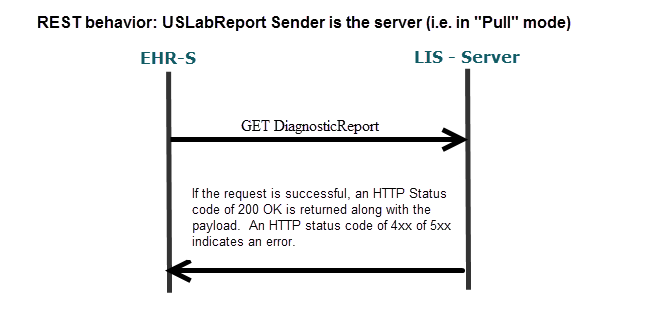 REST behavior: USLabReport Sender is the server (i.e. in "Pull" mode)
EHR-S
LIS - Server
GET DiagnosticReport
If the request is successful, an HTTP Status
code of 200 OK is returned along with the
payload.  An HTTP status code of 4xx of 5xx
indicates an error.